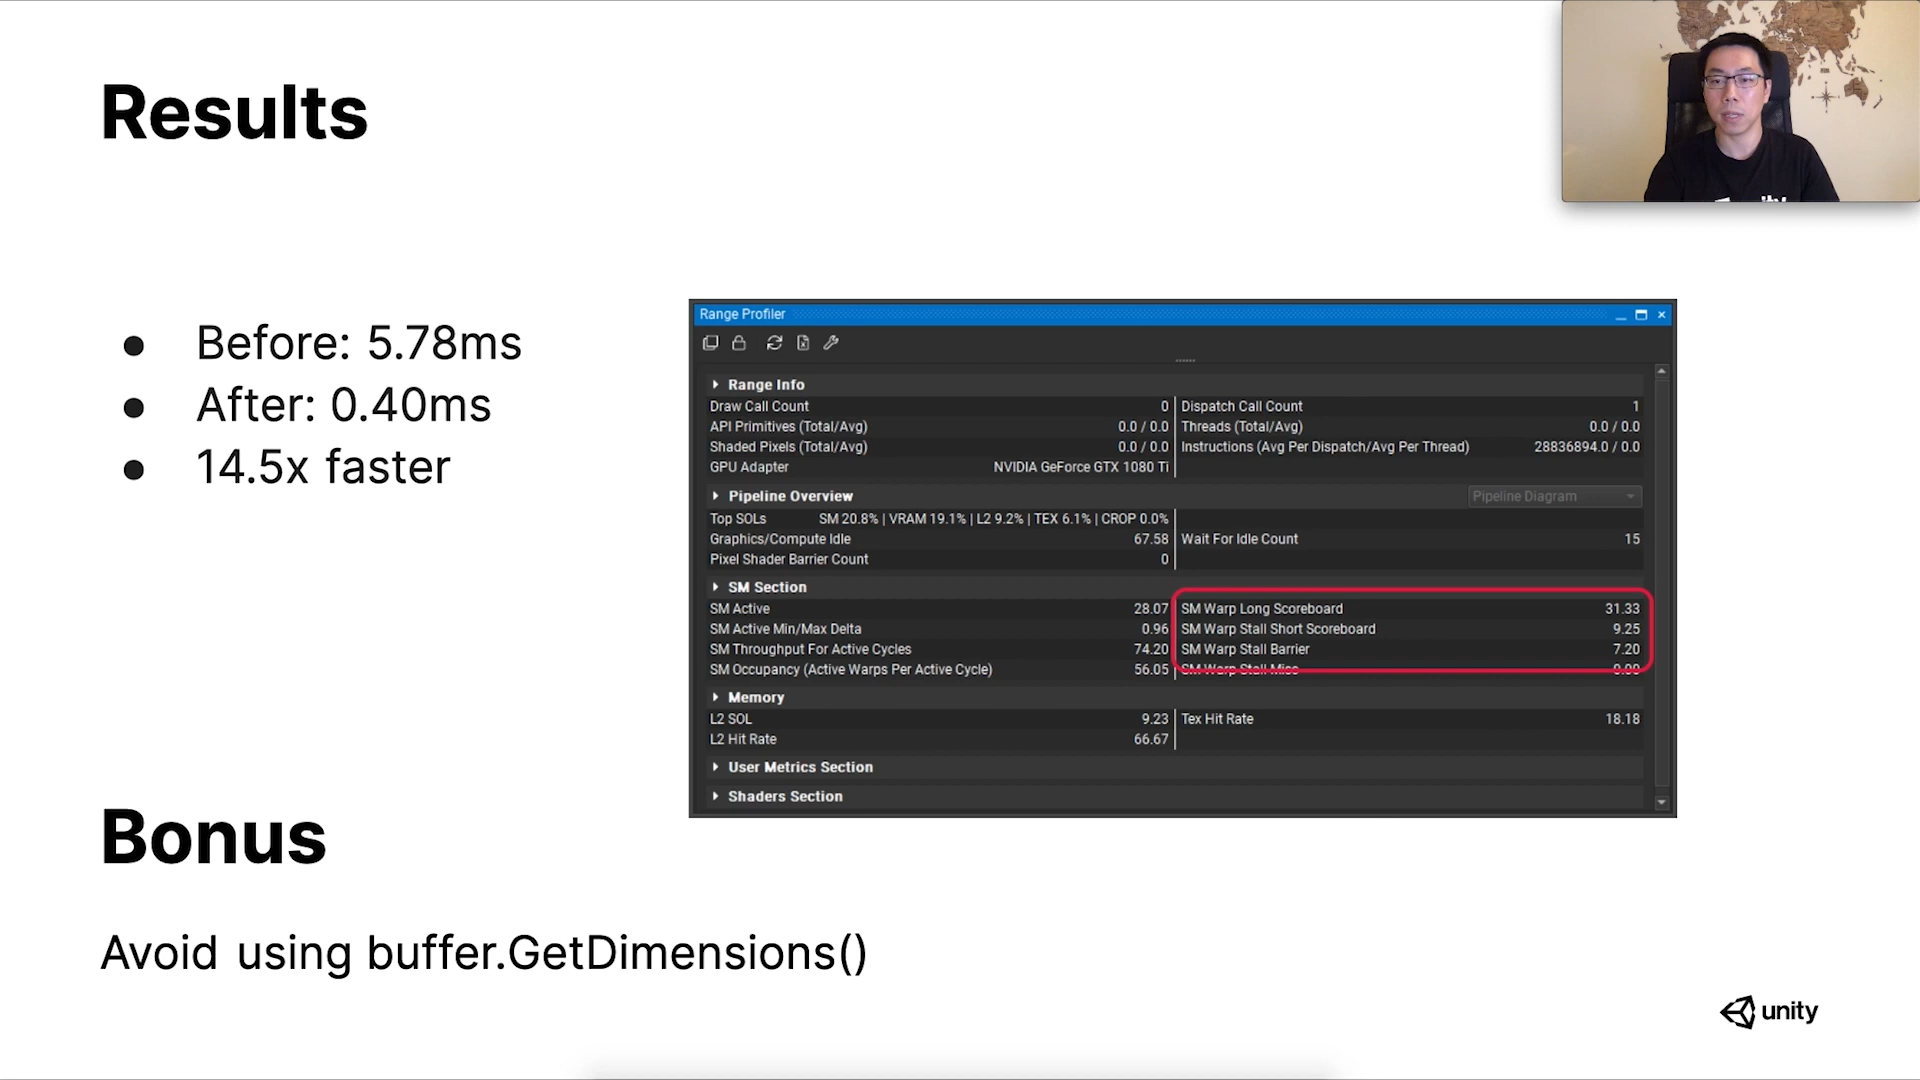 Results
● Before: 5.78ms
● After: 0.40ms
● 14.5x faster
Range Profiler
Range Info
Draw Call Count 0 Dispatch Call Count 1
API Primitives (Total/Avg) 0.0 / 0.0 Threads (Total/Avg) 0.0 / 0.0
Shaded Pixels (Total/Avg) 0.0 / 0.0 Instructions (Avg Per Dispatch/Avg Per Thread) 28836894.0 / 0.0
GPU Adapter NVIDIA GeForce GTX 1080 Ti
Pipeline Overview Pipeline Diagram
Top SOLs SM 20.8% | VRAM 19.1% | L2 9.2% | TEX 6.1% | CROP 0.0%
Graphics/Compute Idle 67.58 Wait For Idle Count 15
Pixel Shader Barrier Count 0
SM Section
SM Active 28.07 SM Warp Long Scoreboard 31.33
SM Active Min/Max Delta 0.96 SM Warp Stall Short Scoreboard 9.25
SM Throughput For Active Cycles 74.20 SM Warp Stall Barrier 7.20
SM Occupancy (Active Warps Per Active Cycle) 56.05 SM Warp Stall Misc
Memory
L2 SOL 9.23 Tex Hit Rate 18.18
L2 Hit Rate 66.67
User Metrics Section
Shaders Section
Bonus
Avoid using buffer.GetDimensions()
unity